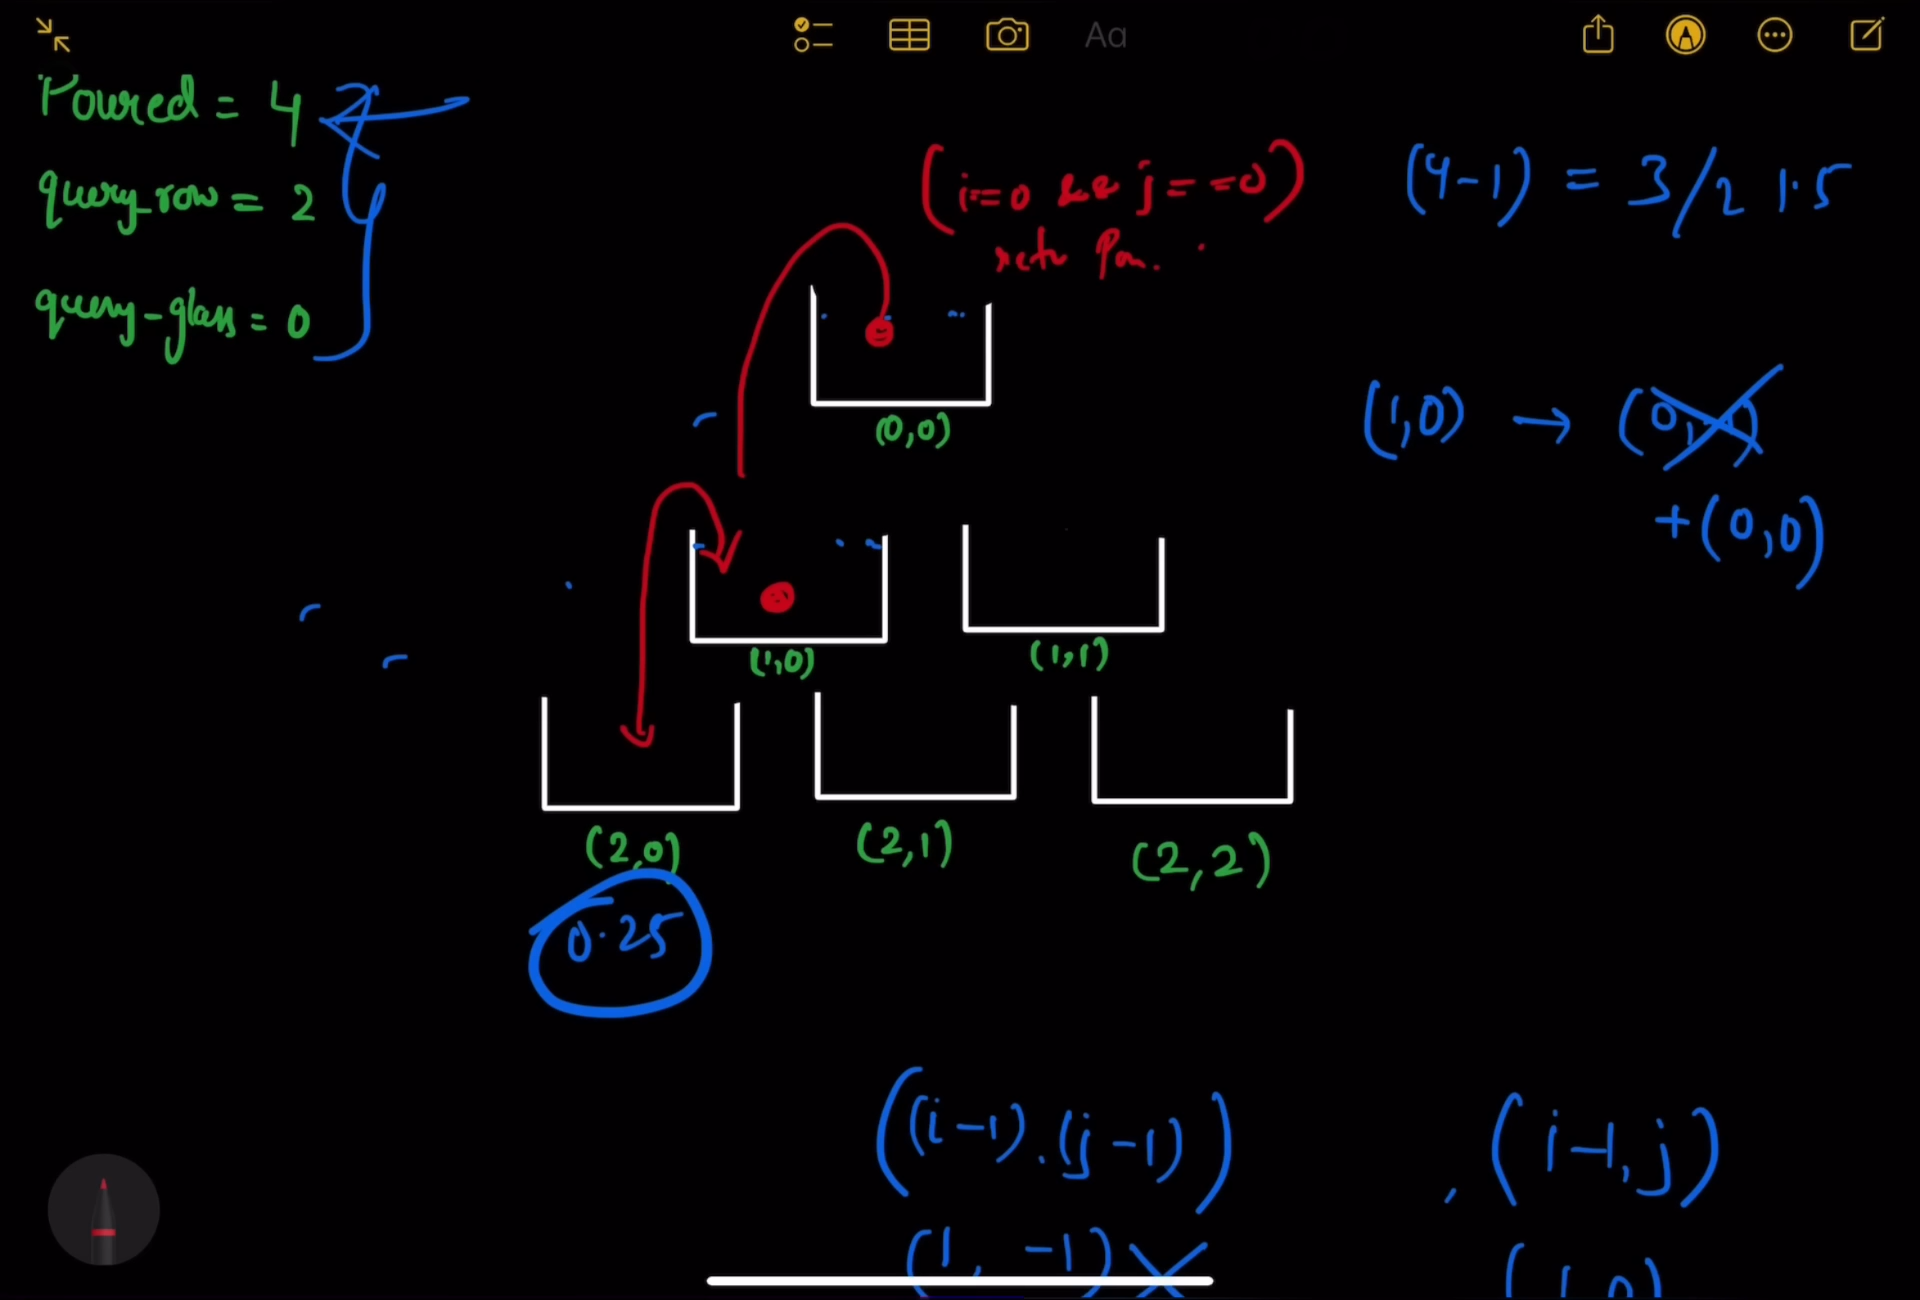 Aa
Poured = 4
query_row = 2
query-glass = 0
(i==0 && j==0)
(4-1) = 3/2 1.5
(0,0)
(1,0) → (0,
+(0,0)
(1,0)
(1,1)
(2,0)
(2,1)
(2,2)
0.25
((i-1).(j-1))
, (i-1,j)
(1, -1)
(1,0)